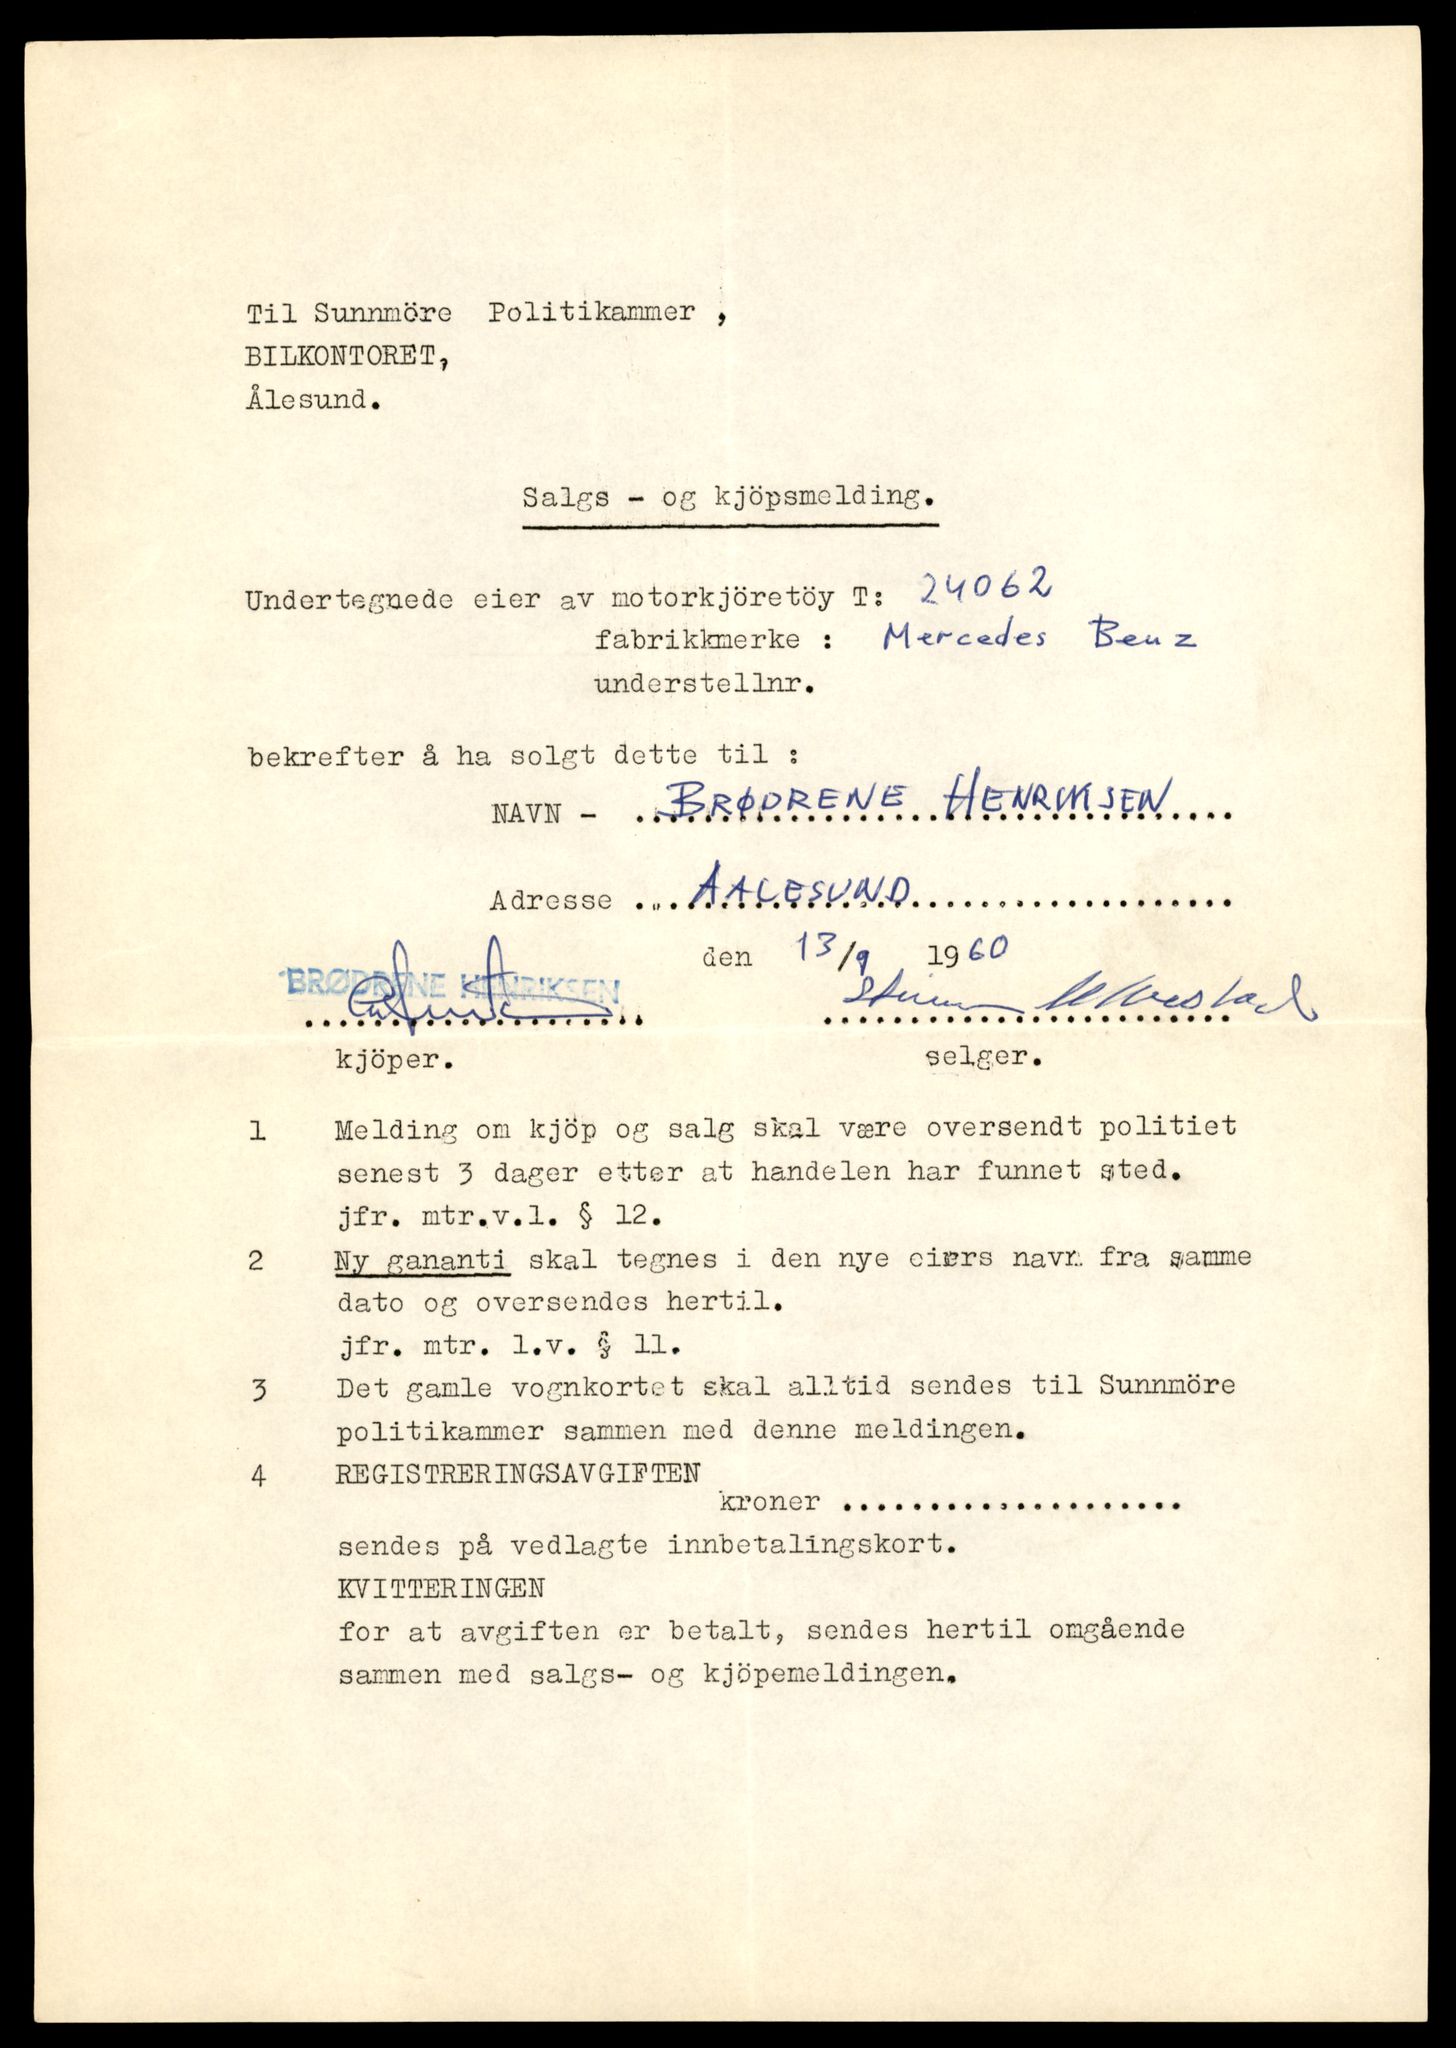 Til Sunnmöre Politikammer ,
BILKONTORET,
Ålesund.
Salgs - og kjöpsmelding.
Undertegnede eier av motorkjöretöy T: 24062
fabrikkmerke : Mercedes Benz
understellnr.
bekrefter å ha solgt dette til :
NAVN - BRØDRENE HENRIKSEN
Adresse AALESUND
den 13/9 1960
BRØDRENE HENRIKSEN
kjöper. selger.
1 Melding om kjöp og salg skal være oversendt politiet
senest 3 dager etter at handelen har funnet sted.
jfr. mtr.v.l. § 12.
2 Ny gananti skal tegnes i den nye eiers navn fra samme
dato og oversendes hertil.
jfr. mtr. l.v. § 11.
3 Det gamle vognkortet skal alltid sendes til Sunnmöre
politikammer sammen med denne meldingen.
4 REGISTRERINGSAVGIFTEN
kroner ....................
sendes på vedlagte innbetalingskort.
KVITTERINGEN
for at avgiften er betalt, sendes hertil omgående
sammen med salgs- og kjöpemeldingen.